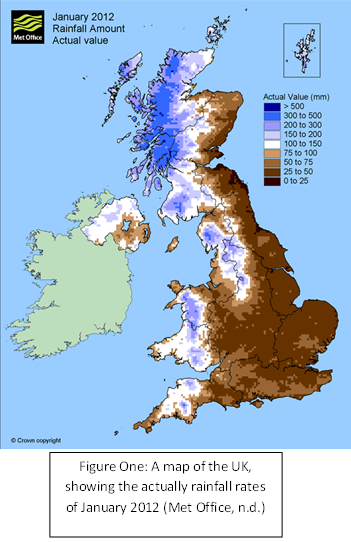 January 2012
Rainfall Amount
Actual value
Met Office
Actual Value (mm)
> 500
300 to 500
200 to 300
150 to 200
100 to 150
75 to 100
50 to 75
25 to 50
0 to 25
© Crown copyright
Figure One: A map of the UK,
showing the actually rainfall rates
of January 2012 (Met Office, n.d.)